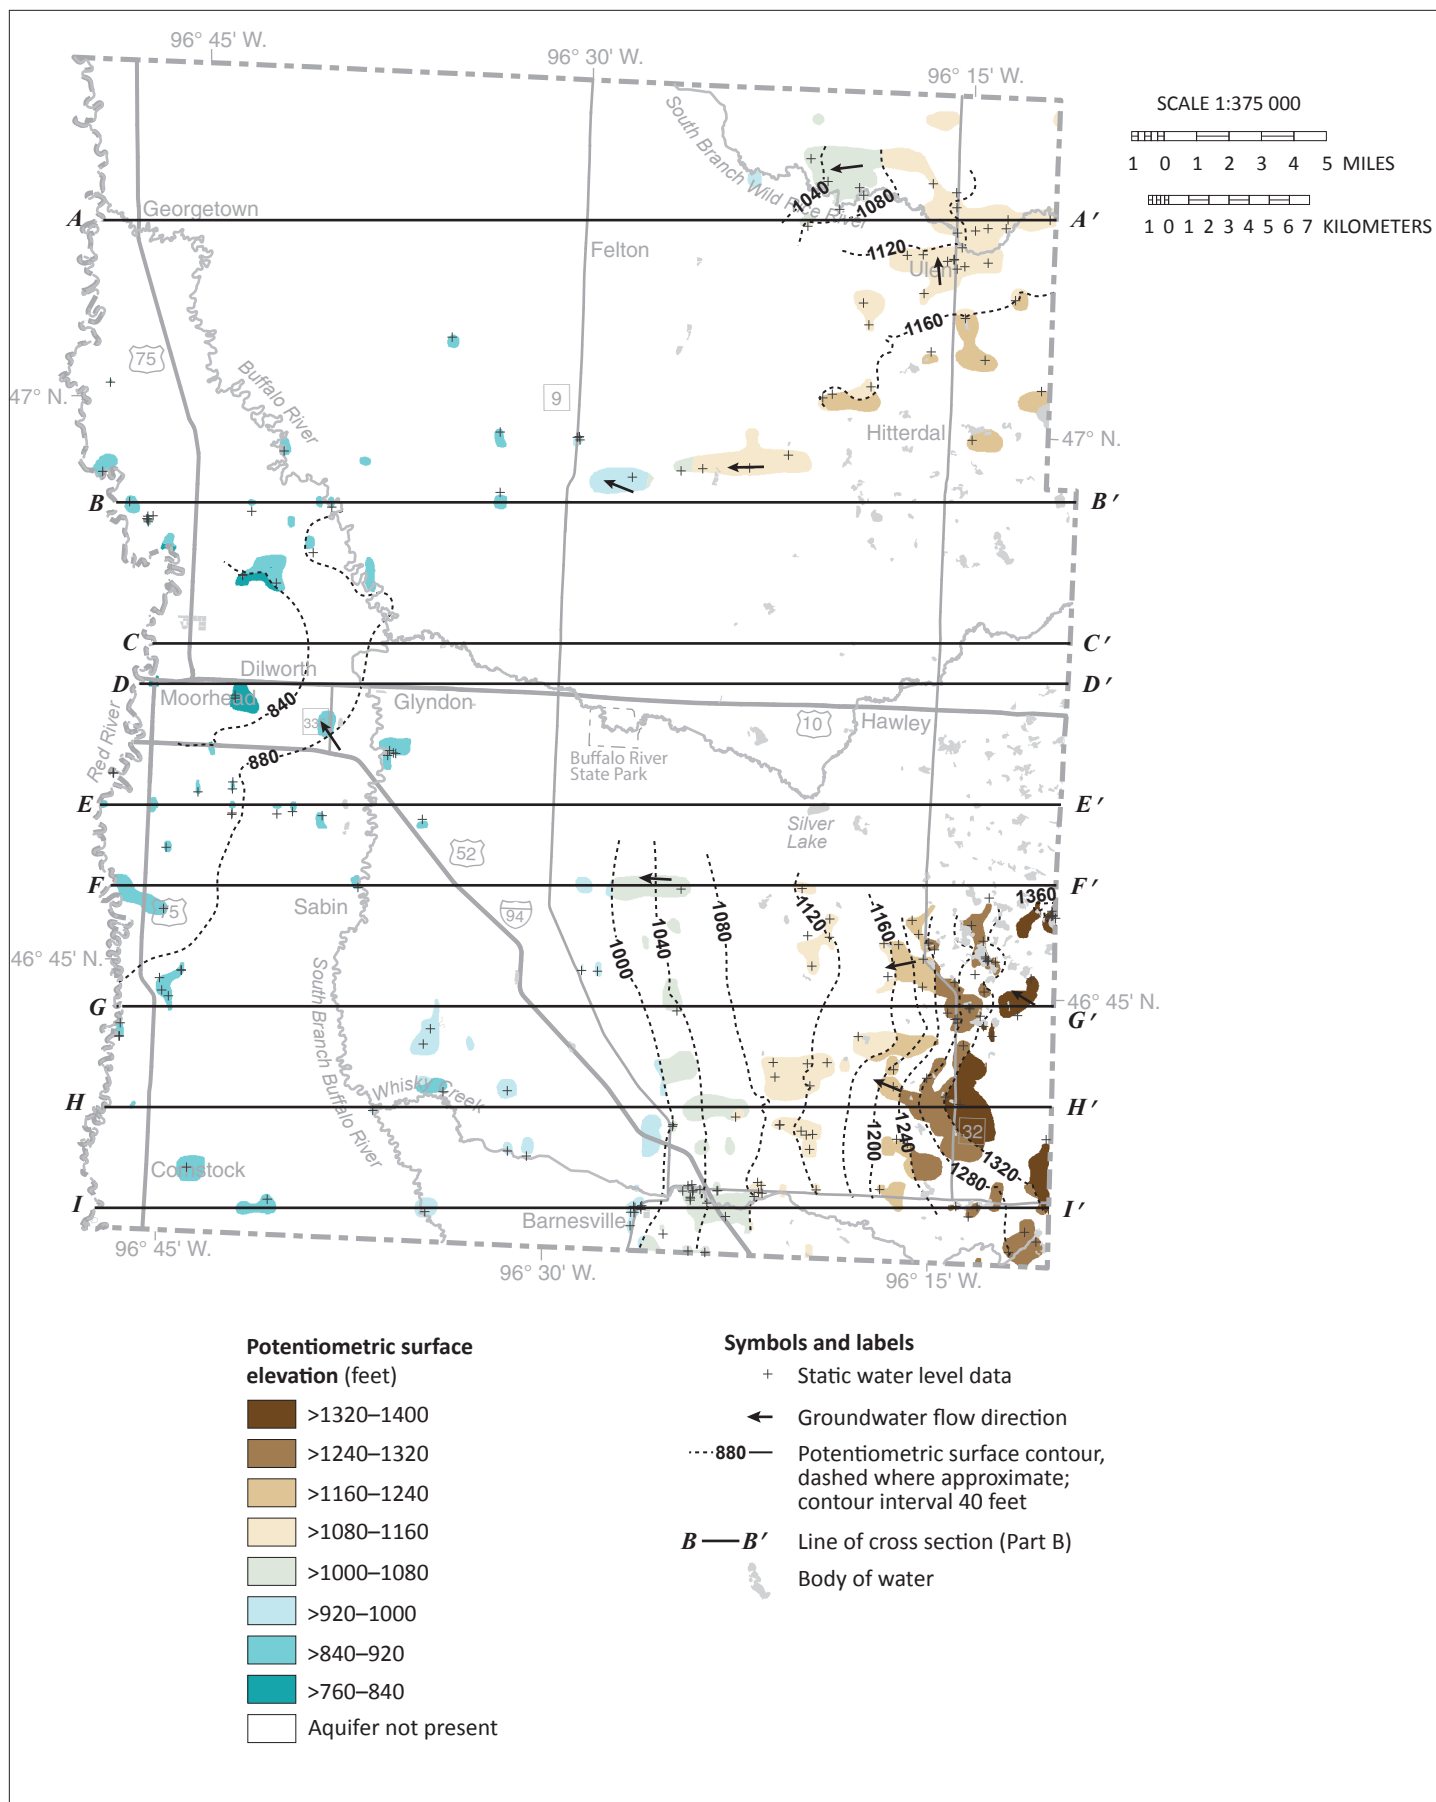 96° 45' W.
96° 30' W.
96° 15' W.
SCALE 1:375 000
1 0 1 2 3 4 5 MILES
1 0 1 2 3 4 5 6 7 KILOMETERS
South Branch Wild Rice River
1040
1080
A
Georgetown
A′
Felton
1120
Ulen
1160
75
Buffalo River
47° N.
9
Hitterdal
47° N.
B
B′
C
C′
Dilworth
D
D′
Moorhead
840
Glyndon
33
10
Hawley
Red River
880
Buffalo River
State Park
E
E′
Silver
Lake
52
F
F′
1360
75
Sabin
94
1000
1040
1080
1120
1160
46° 45' N.
South Branch Buffalo River
G
G′
46° 45' N.
Whisky Creek
H
H′
1200
1240
32
1320
1280
Comstock
I
Barnesville
I′
96° 45' W.
96° 30' W.
96° 15' W.
Potentiometric surface
elevation (feet)
>1320–1400
>1240–1320
>1160–1240
>1080–1160
>1000–1080
>920–1000
>840–920
>760–840
Aquifer not present
Symbols and labels
Static water level data
Groundwater flow direction
880
Potentiometric surface contour,
dashed where approximate;
contour interval 40 feet
B B′ Line of cross section (Part B)
Body of water